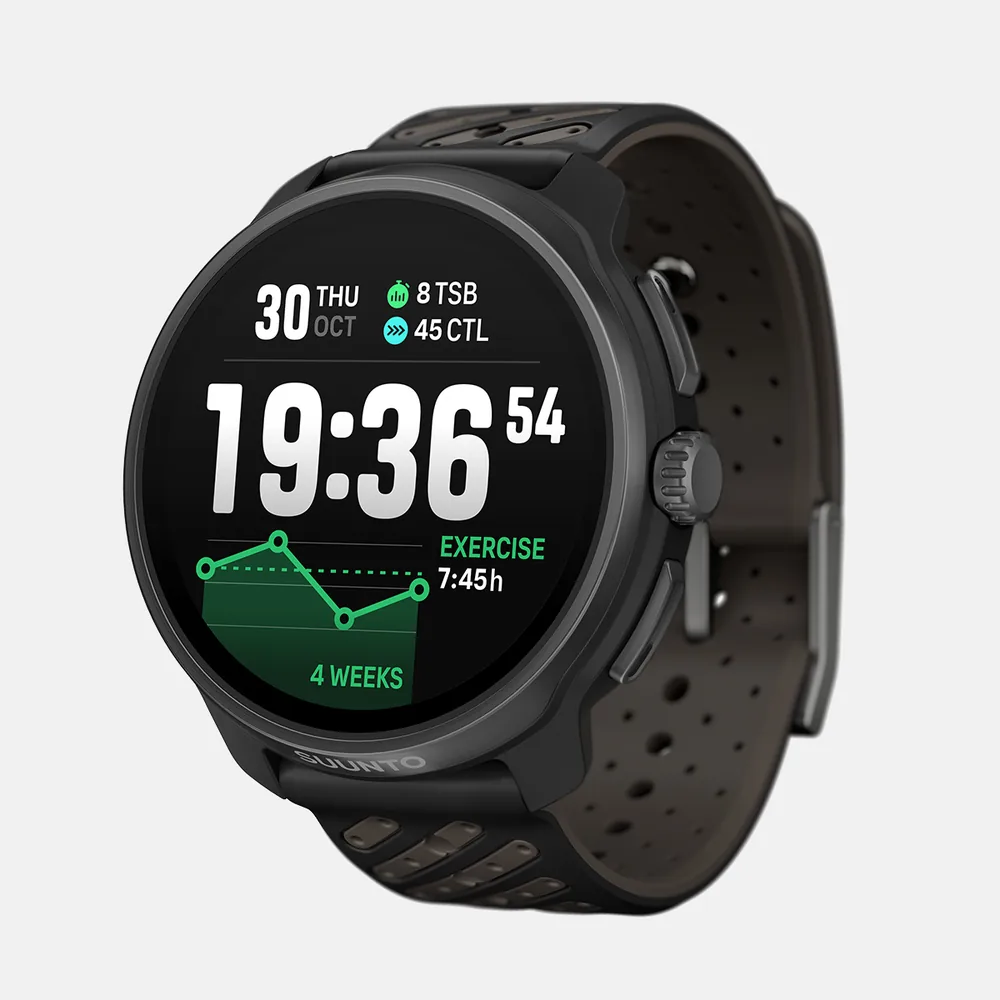 30 THU 8 TSB
OCT 45 CTL
19:36 54
EXERCISE
7:45h
4 WEEKS
SUUNTO